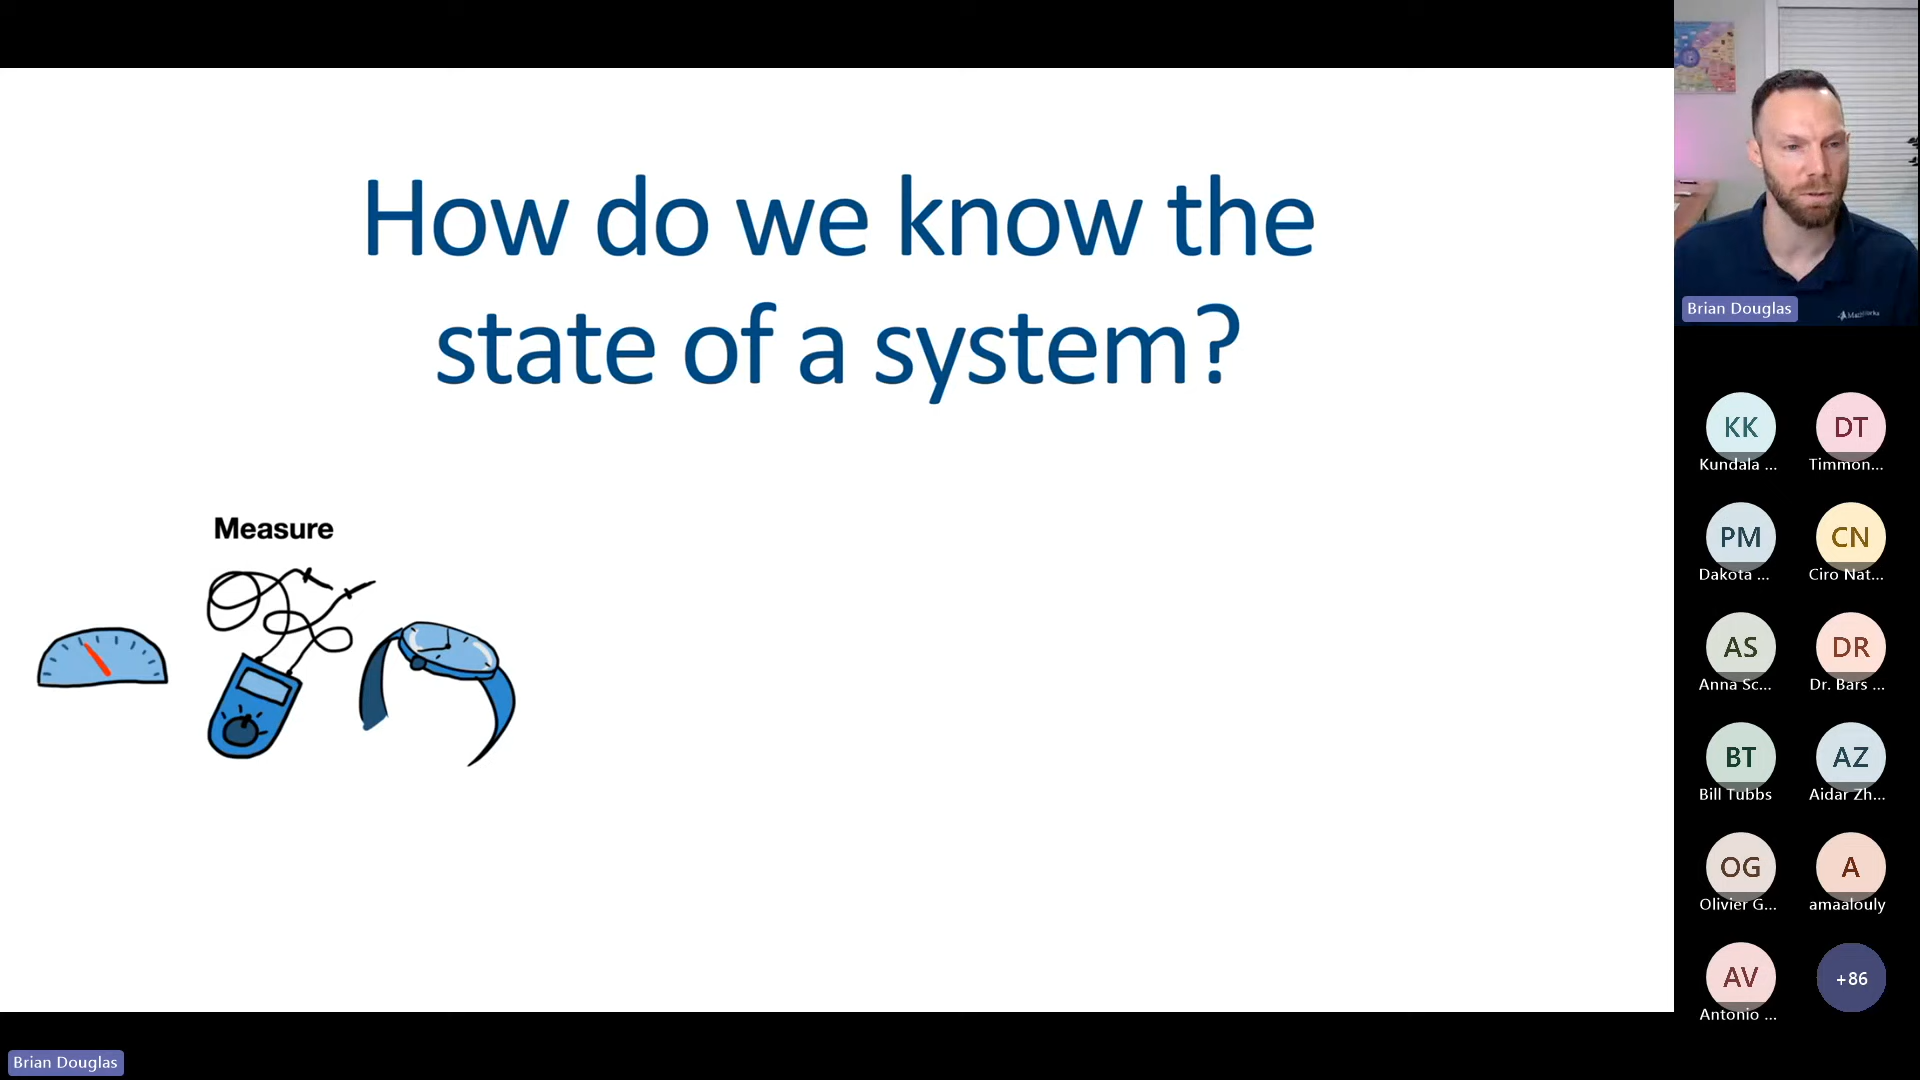 How do we know the
state of a system?
Measure
Brian Douglas
MathWorks
KK
Kundala ...
DT
Timmon...
PM
Dakota ...
CN
Ciro Nat...
AS
Anna Sc...
DR
Dr. Bars ...
BT
Bill Tubbs
AZ
Aidar Zh...
OG
Olivier G...
A
amaalouly
AV
Antonio ...
+86
Brian Douglas